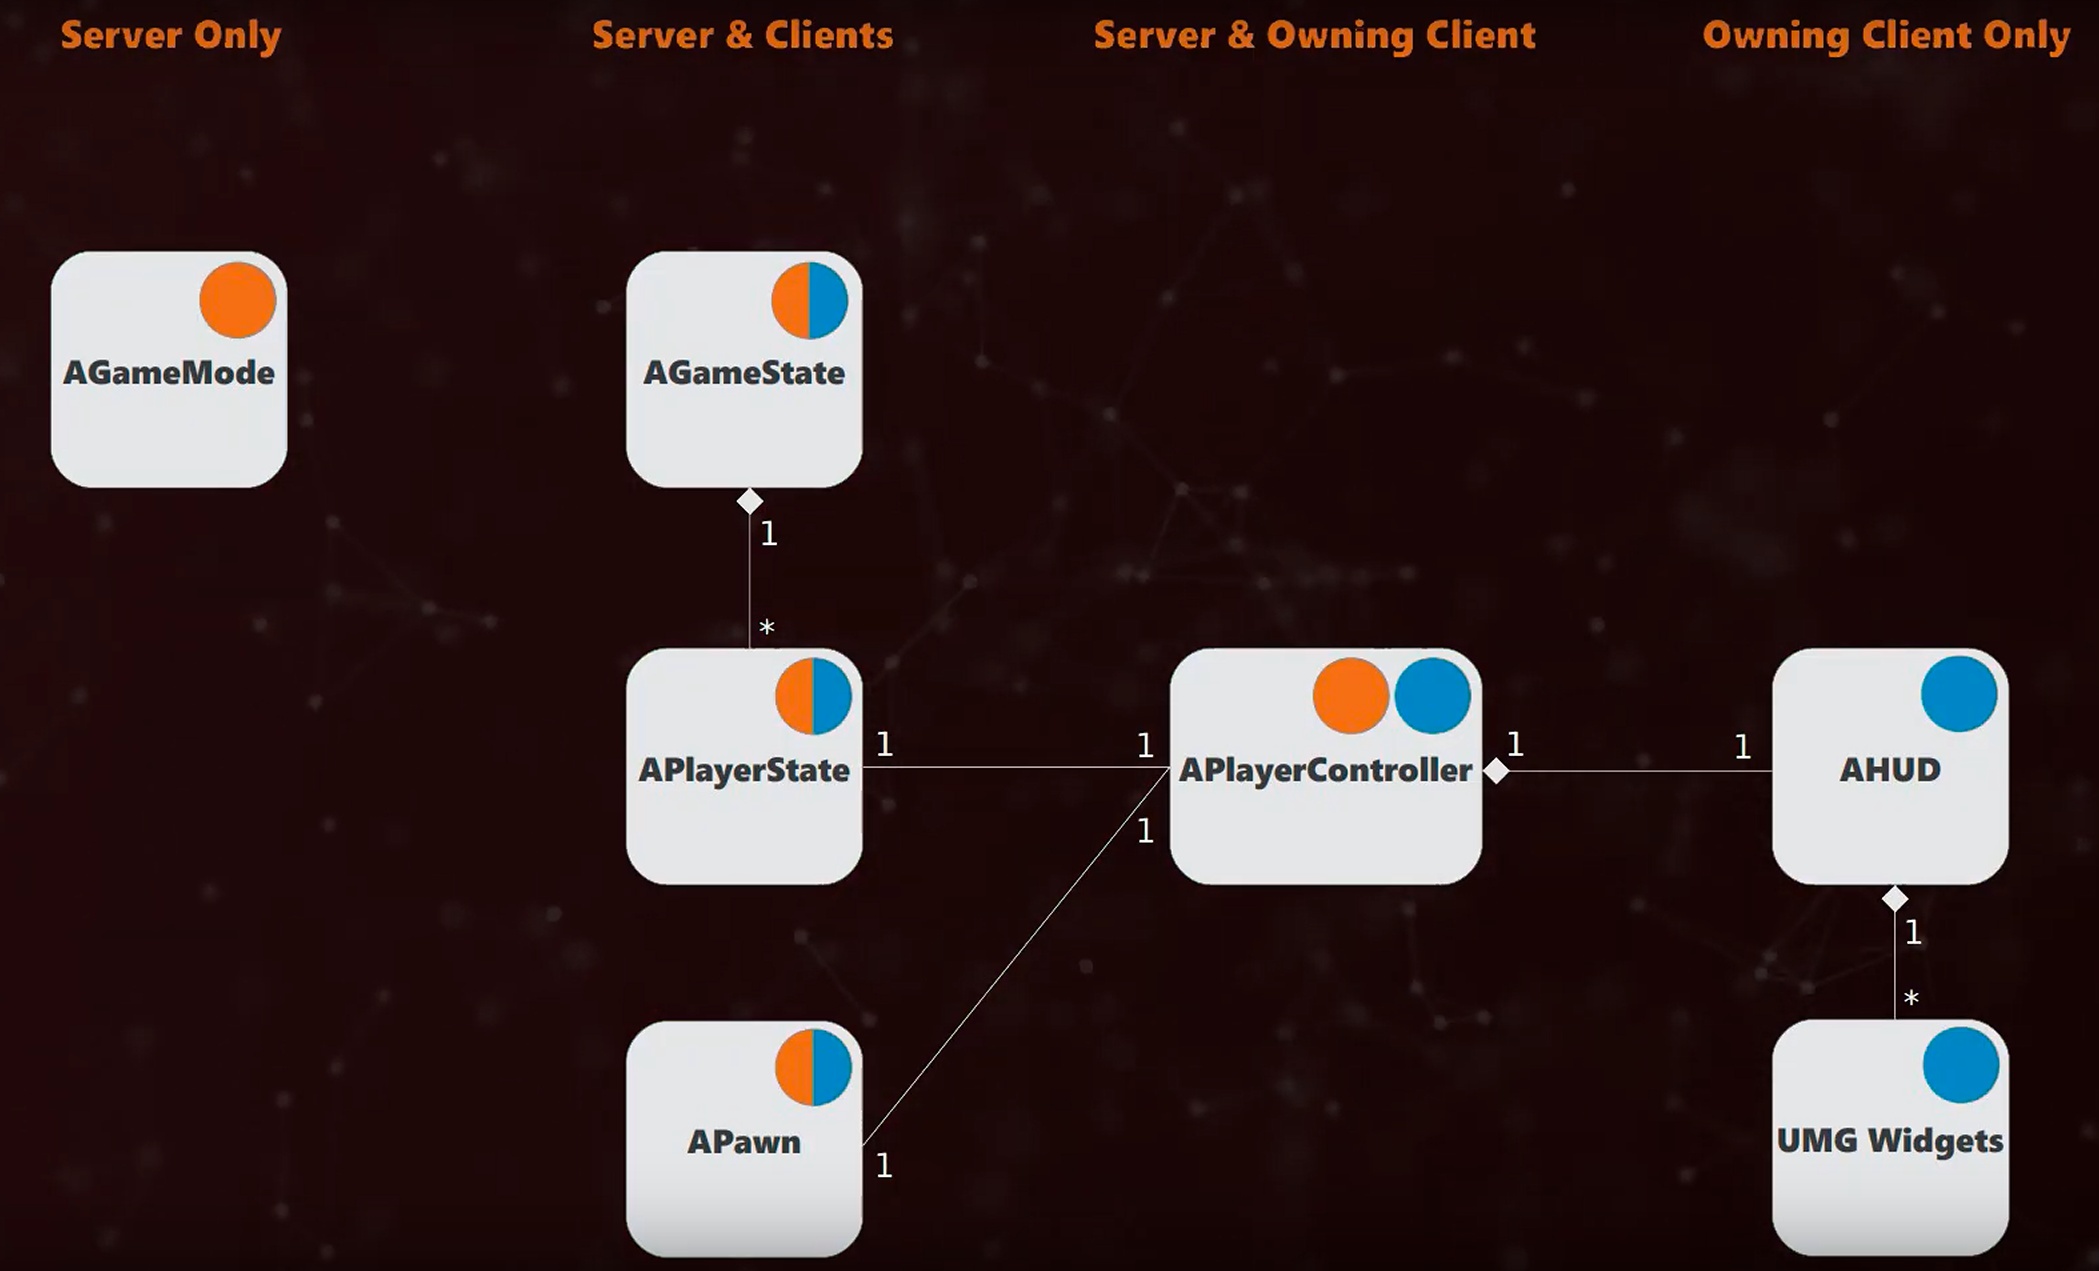 Server Only
Server & Clients
Server & Owning Client
Owning Client Only
AGameMode
AGameState
1
*
APlayerState
1
1
APlayerController
1
1
AHUD
1
1
*
APawn
1
UMG Widgets